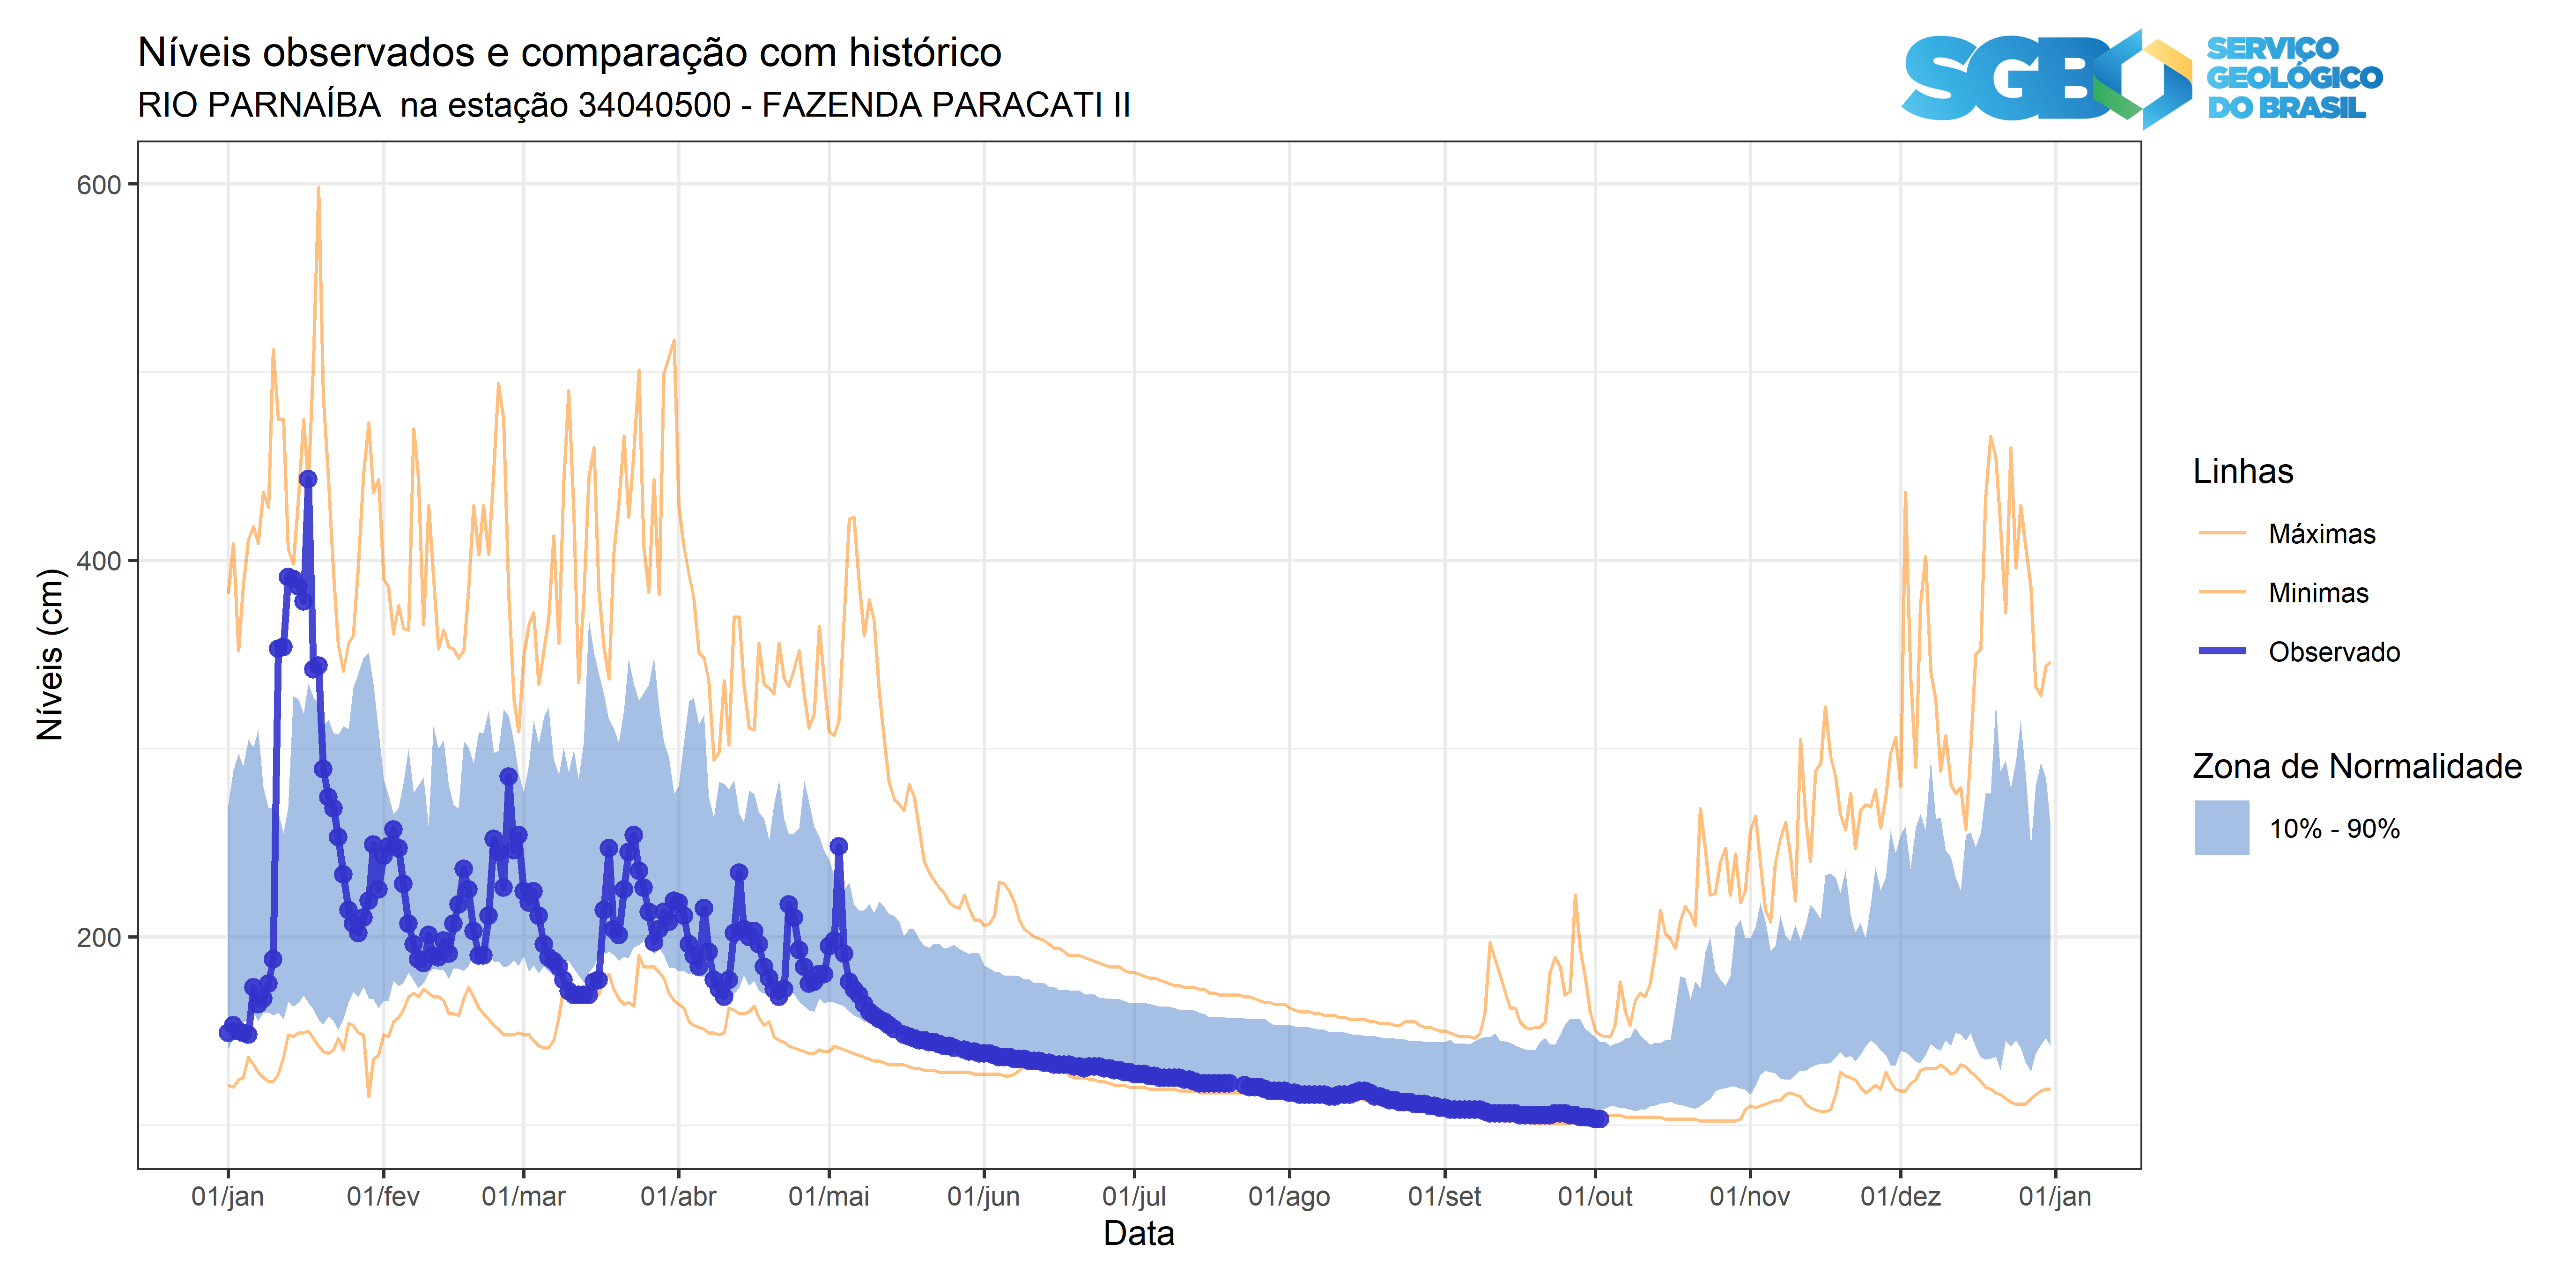 Níveis observados e comparação com histórico
RIO PARNAÍBA  na estação 34040500 - FAZENDA PARACATI II
SGB
SERVIÇO
GEOLÓGICO
DO BRASIL
Níveis (cm)
600
400
200
01/jan 01/fev 01/mar 01/abr 01/mai 01/jun 01/jul 01/ago 01/set 01/out 01/nov 01/dez 01/jan
Data
Linhas
Máximas
Minimas
Observado
Zona de Normalidade
10% - 90%